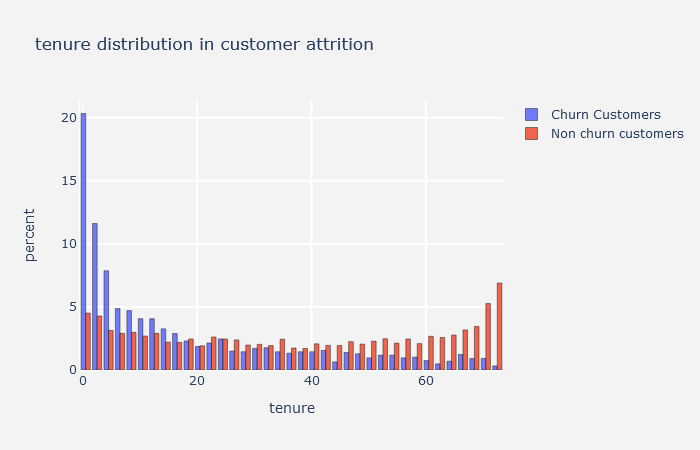 tenure distribution in customer attrition
Churn Customers
Non churn customers
percent
20
15
10
5
0
0 20 40 60
tenure